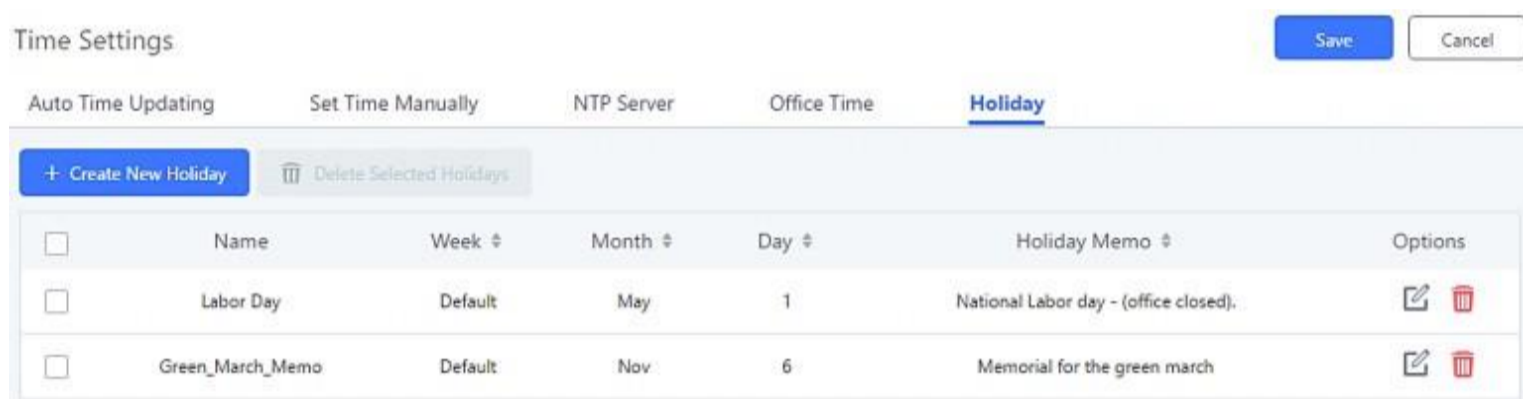 Time Settings Save Cancel
Auto Time Updating Set Time Manually NTP Server Office Time Holiday
+ Create New Holiday Delete Selected Holidays
Name Week Month Day Holiday Memo Options
Labor Day Default May 1 National Labor day - (office closed).
Green_March_Memo Default Nov 6 Memorial for the green march